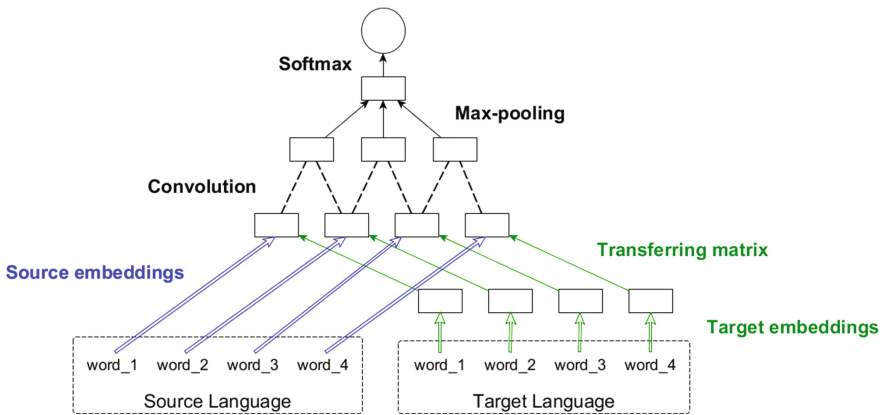 Softmax
Max-pooling
Convolution
Transferring matrix
Source embeddings
Target embeddings
word_1 word_2 word_3 word_4
word_1 word_2 word_3 word_4
Source Language
Target Language